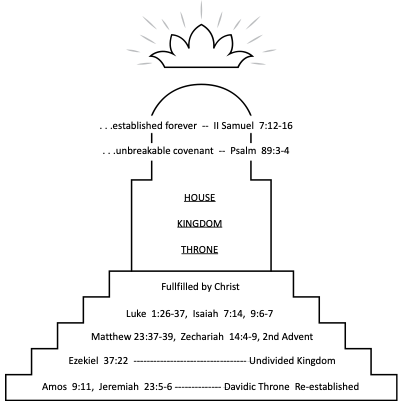 . . .established forever -- II Samuel 7:12-16
. . .unbreakable covenant -- Psalm 89:3-4
HOUSE
KINGDOM
THRONE
Fullfilled by Christ
Luke 1:26-37, Isaiah 7:14, 9:6-7
Matthew 23:37-39, Zechariah 14:4-9, 2nd Advent
Ezekiel 37:22 ---------------------------------- Undivided Kingdom
Amos 9:11, Jeremiah 23:5-6 -------------- Davidic Throne Re-established